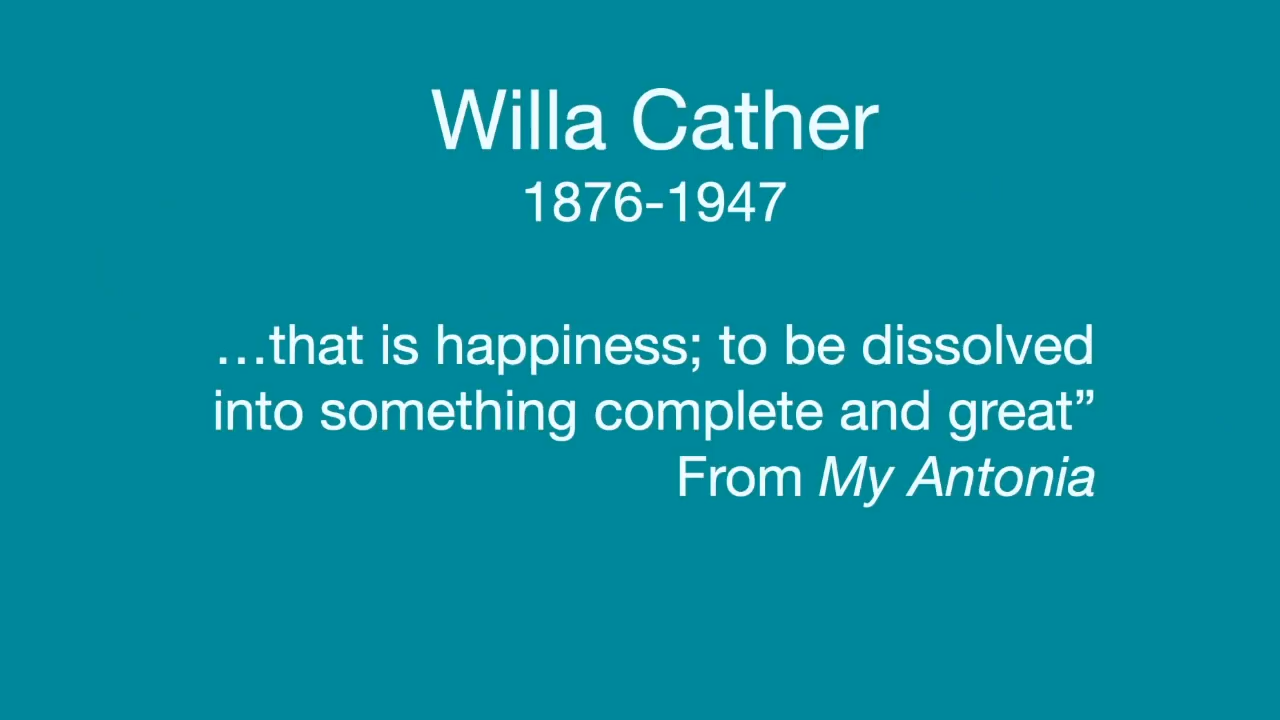 Willa Cather
1876-1947
…that is happiness; to be dissolved
into something complete and great”
From My Antonia